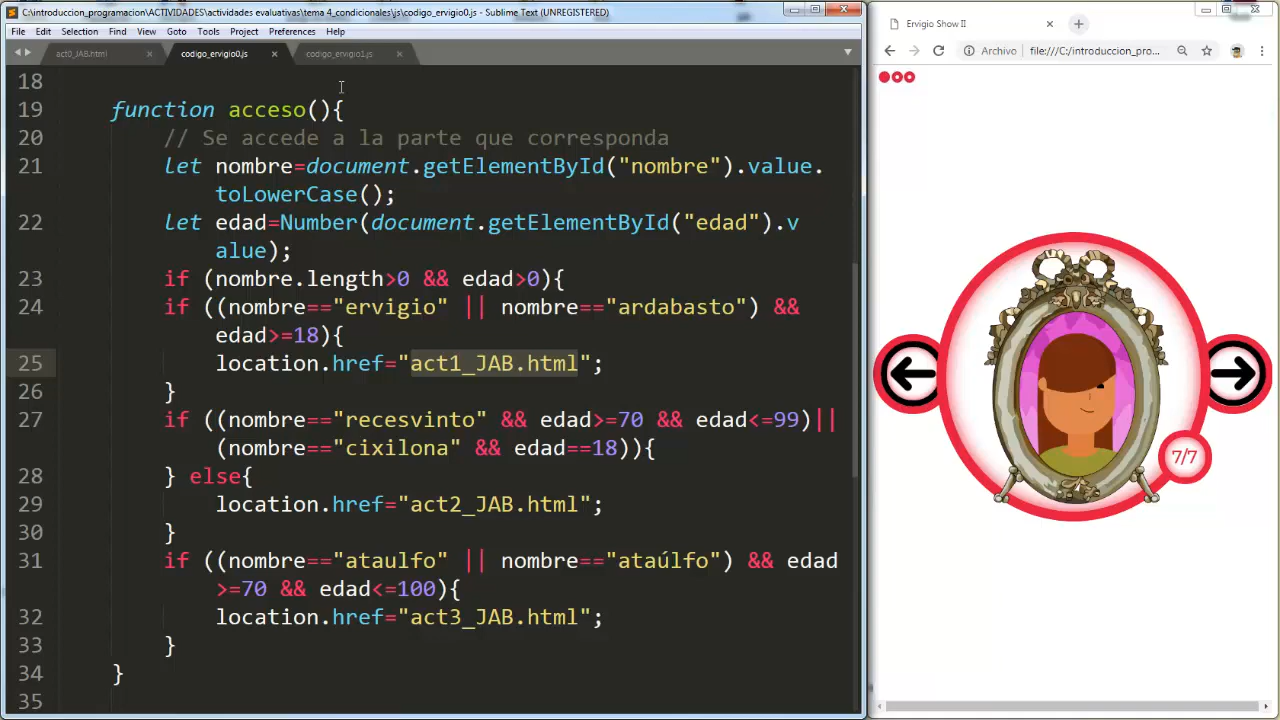 C:\introduccion_programacion\ACTIVIDADES\actividades evaluativas\tema 4_condicionales\js\codigo_ervigio0.js - Sublime Text (UNREGISTERED)
File Edit Selection Find View Goto Tools Project Preferences Help
act0_JAB.html codigo_ervigio0.js codigo_ervigio1.js
18
19 function acceso(){
20 // Se accede a la parte que corresponda
21 let nombre=document.getElementById("nombre").value.
toLowerCase();
22 let edad=Number(document.getElementById("edad").v
alue);
23 if (nombre.length>0 && edad>0){
24 if ((nombre=="ervigio" || nombre=="ardabasto") &&
edad>=18){
25 location.href="act1_JAB.html";
26 }
27 if ((nombre=="recesvinto" && edad>=70 && edad<=99)||
(nombre=="cixilona" && edad==18)){
28 } else{
29 location.href="act2_JAB.html";
30 }
31 if ((nombre=="ataulfo" || nombre=="ataúlfo") && edad
>=70 && edad<=100){
32 location.href="act3_JAB.html";
33 }
34 }
35
Ervigio Show II
Archivo file:///C:/introduccion_pro...
7/7